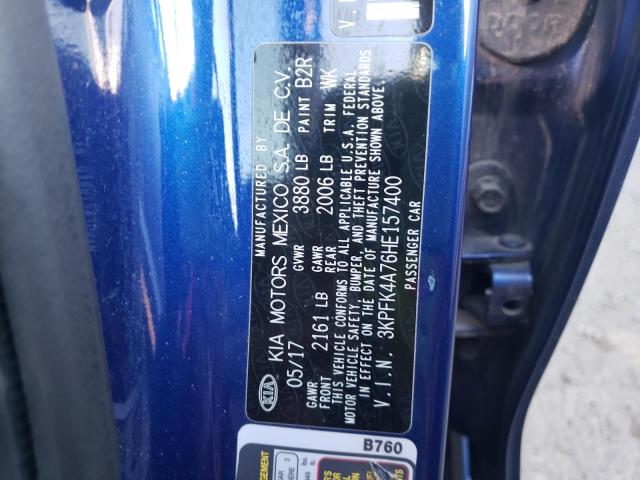 MANUFACTURED BY
KIA KIA MOTORS MEXICO S.A. DE C.V.
05/17 GVWR 3880 LB PAINT B2R
GAWR FRONT 2161 LB GAWR REAR 2006 LB TRIM WK
THIS VEHICLE CONFORMS TO ALL APPLICABLE U.S.A. FEDERAL
MOTOR VEHICLE SAFETY, BUMPER, AND THEFT PREVENTION STANDARDS
IN EFFECT ON THE DATE OF MANUFACTURE SHOWN ABOVE.
V.I.N. 3KPFK4A76HE157400
PASSENGER CAR
V.I.
DOOR
B760